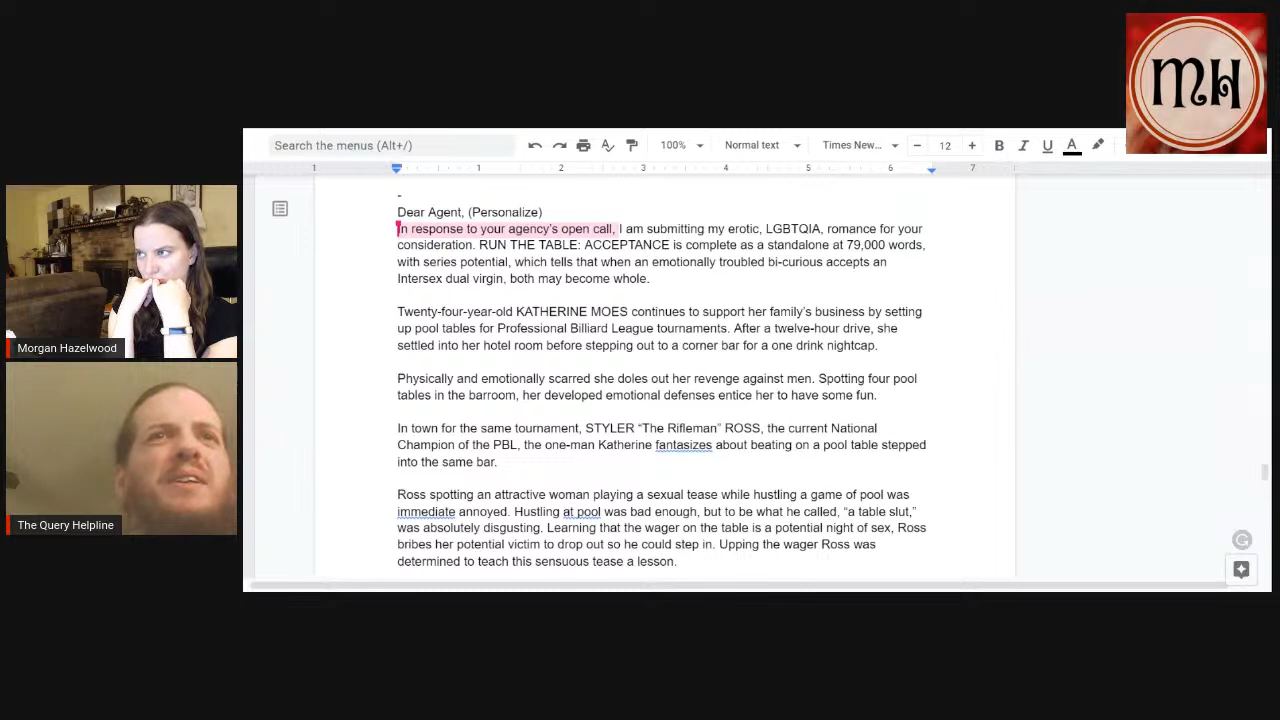 MH
Search the menus (Alt+/)
100%
Normal text
Times New...
12
B I U A
1 1 2 3 4 5 6 7
-
Dear Agent, (Personalize)
In response to your agency's open call, I am submitting my erotic, LGBTQIA, romance for your
consideration. RUN THE TABLE: ACCEPTANCE is complete as a standalone at 79,000 words,
with series potential, which tells that when an emotionally troubled bi-curious accepts an
Intersex dual virgin, both may become whole.
Twenty-four-year-old KATHERINE MOES continues to support her family's business by setting
up pool tables for Professional Billiard League tournaments. After a twelve-hour drive, she
settled into her hotel room before stepping out to a corner bar for a one drink nightcap.
Physically and emotionally scarred she doles out her revenge against men. Spotting four pool
tables in the barroom, her developed emotional defenses entice her to have some fun.
In town for the same tournament, STYLER “The Rifleman” ROSS, the current National
Champion of the PBL, the one-man Katherine fantasizes about beating on a pool table stepped
into the same bar.
Ross spotting an attractive woman playing a sexual tease while hustling a game of pool was
immediate annoyed. Hustling at pool was bad enough, but to be what he called, “a table slut,”
was absolutely disgusting. Learning that the wager on the table is a potential night of sex, Ross
bribes her potential victim to drop out so he could step in. Upping the wager Ross was
determined to teach this sensuous tease a lesson.
Morgan Hazelwood
The Query Helpline